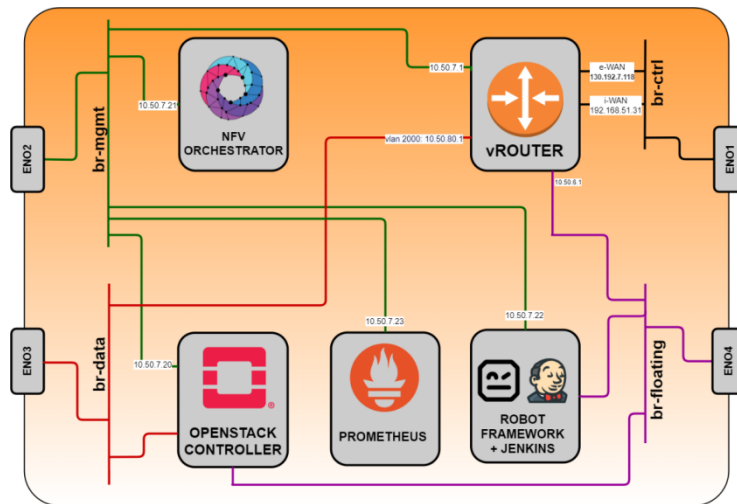 10.50.7.1
e-WAN
130.192.7.118
i-WAN
192.168.51.31
br-ctrl
ENO1
vROUTER
10.50.7.21
NFV
ORCHESTRATOR
br-mgmt
ENO2
vlan 2000: 10.50.80.1
10.50.6.1
10.50.7.22
10.50.7.23
10.50.7.20
br-data
ENO3
OPENSTACK
CONTROLLER
®
PROMETHEUS
ROBOT
FRAMEWORK
+ JENKINS
br-floating
ENO4